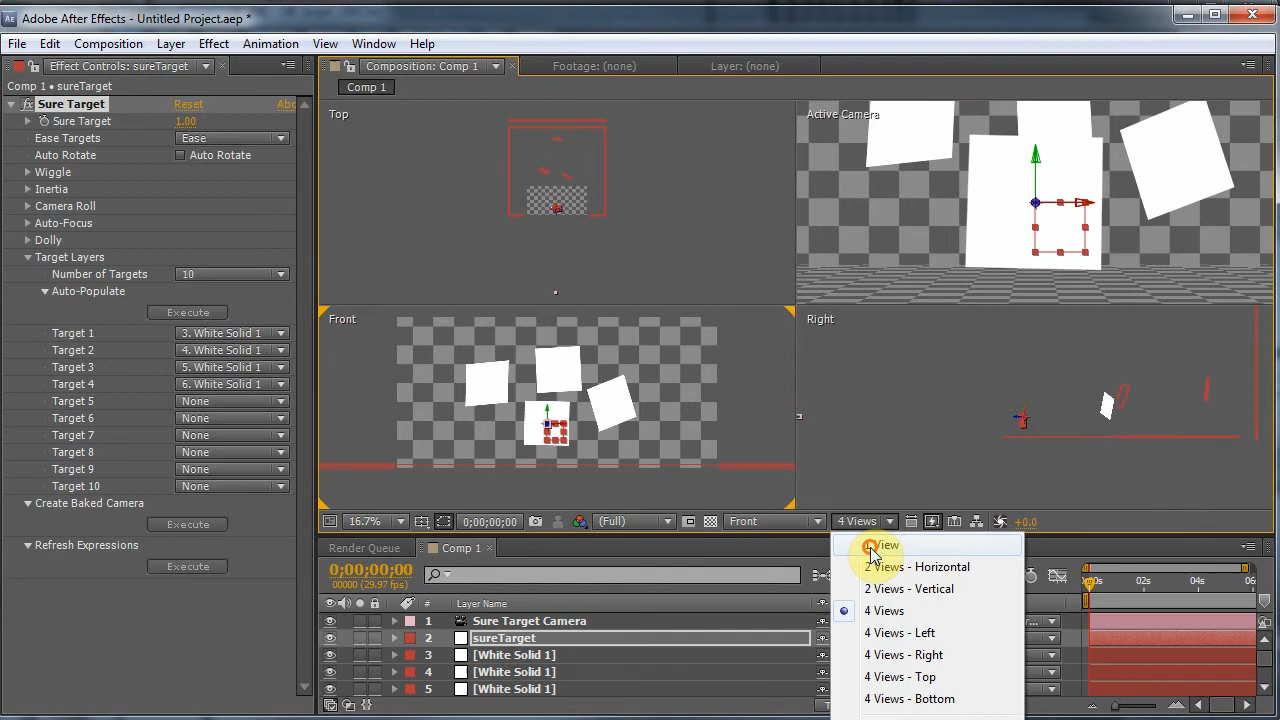 Adobe After Effects - Untitled Project.aep *
File Edit Composition Layer Effect Animation View Window Help
Effect Controls: sureTarget
Composition: Comp 1
Footage: (none)
Layer: (none)
Comp 1 • sureTarget
Comp 1
Sure Target Reset Abo
Sure Target 1.00
Ease Targets Ease
Auto Rotate Auto Rotate
Wiggle
Inertia
Camera Roll
Auto-Focus
Dolly
Target Layers
Number of Targets 10
Auto-Populate
Execute
Target 1 3. White Solid 1
Target 2 4. White Solid 1
Target 3 5. White Solid 1
Target 4 6. White Solid 1
Target 5 None
Target 6 None
Target 7 None
Target 8 None
Target 9 None
Target 10 None
Create Baked Camera
Execute
Refresh Expressions
Execute
Top
Active Camera
Front
Right
16.7% 0;00;00;00 (Full) Front 4 Views +0.0
View
2 Views - Horizontal
2 Views - Vertical
4 Views
4 Views - Left
4 Views - Right
4 Views - Top
4 Views - Bottom
Render Queue Comp 1
0;00;00;00
00000 (29.97 fps)
02s 04s 06
# Layer Name
1 Sure Target Camera
2 sureTarget
3 [White Solid 1]
4 [White Solid 1]
5 [White Solid 1]